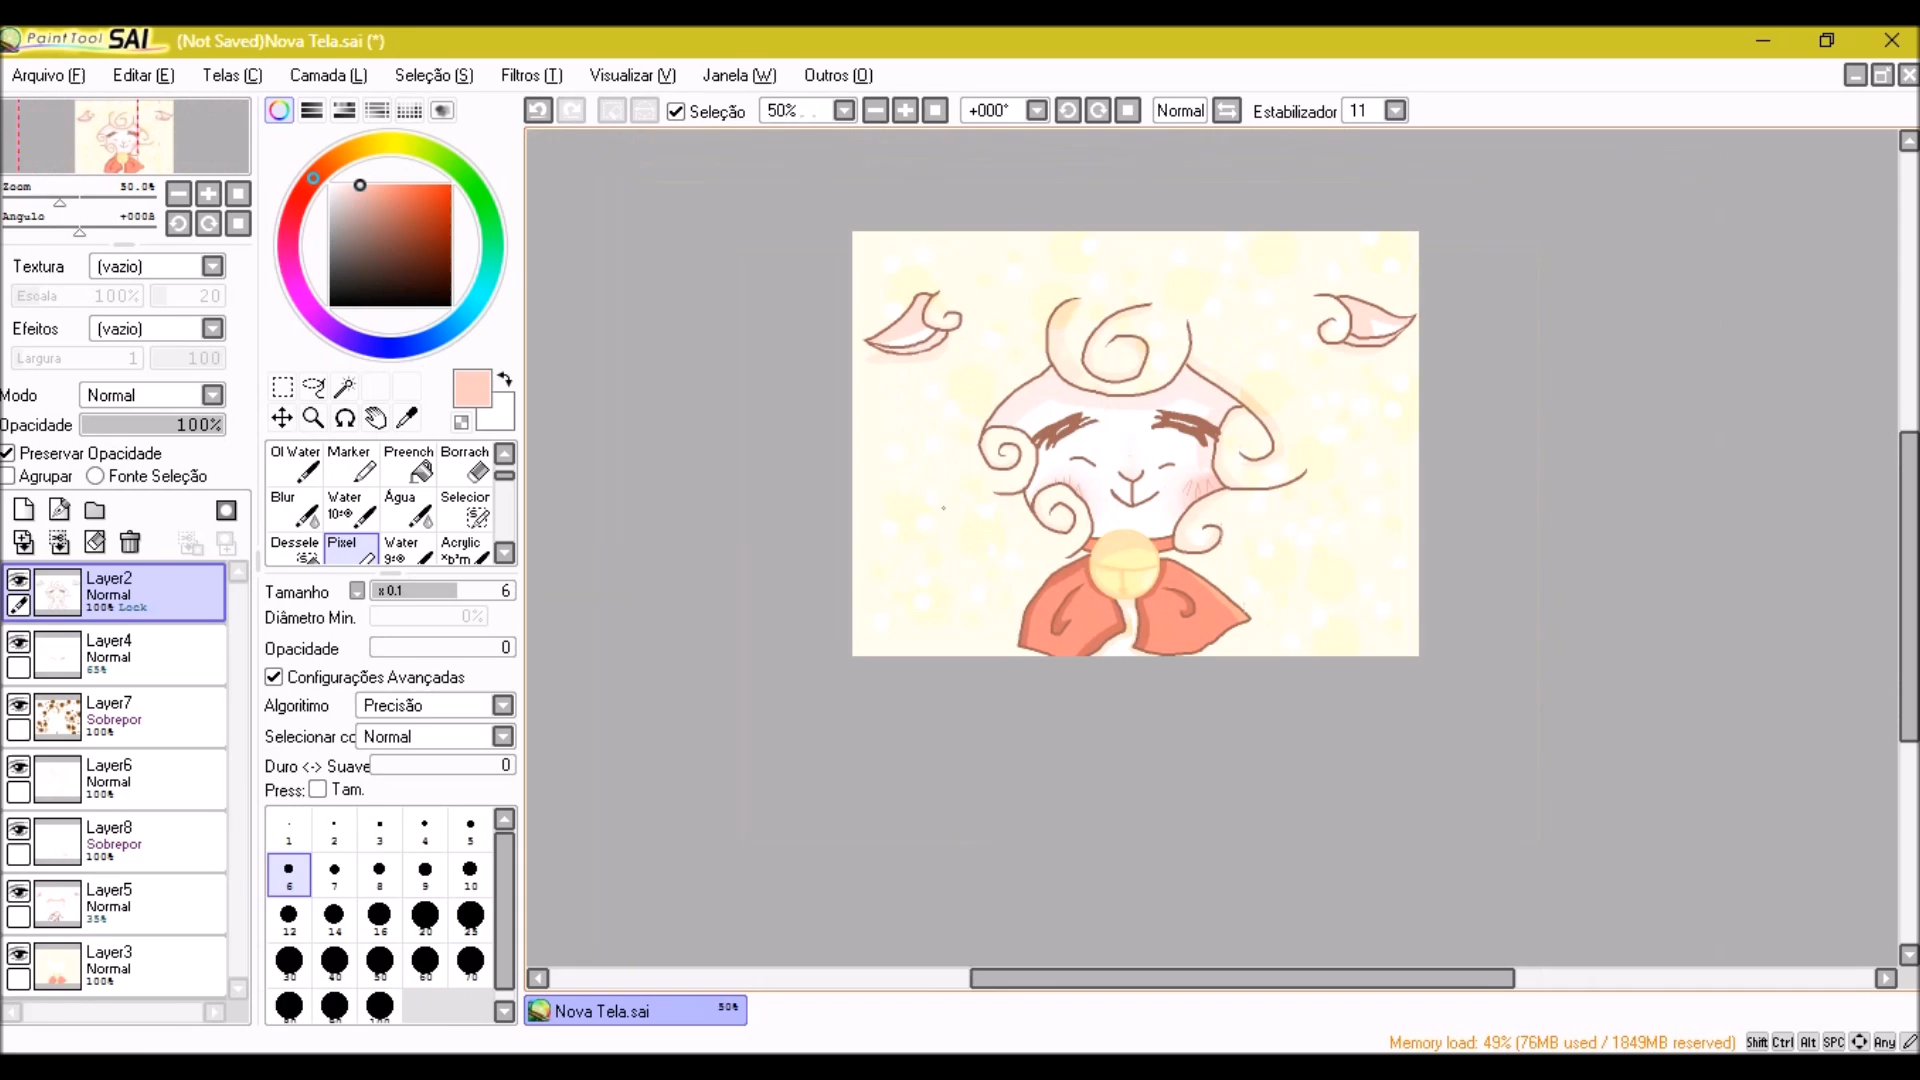 PaintTool SAI (Not Saved)Nova Tela.sai (*)
Arquivo (F) Editar (E) Telas (C) Camada (L) Seleção (S) Filtros (T) Visualizar (V) Janela (W) Outros (O)
Seleção 50% +000° Normal Estabilizador 11
Zoom 50.0%
Angulo +000Â
Textura (vazio)
Escala 100% 20
Efeitos (vazio)
Largura 1 100
Modo Normal
Opacidade 100%
Preservar Opacidade
Agrupar Fonte Seleção
Layer2
Normal
100% Lock
Layer4
Normal
65%
Layer7
Sobrepor
100%
Layer6
Normal
100%
Layer8
Sobrepor
100%
Layer5
Normal
35%
Layer3
Normal
100%
Ol Water Marker Preench Borrach
Blur Water Água Selecior
10
Dessele Pixel Water Acrylic
9
Tamanho x 0.1 6
Diâmetro Min. 0%
Opacidade 0
Configurações Avançadas
Algoritimo Precisão
Selecionar co Normal
Duro <-> Suave 0
Press: Tam.
1 2 3 4 5
6 7 8 9 10
12 14 16 20 25
30 40 50 60 70
80 90 100
Nova Tela.sai 50%
Memory load: 49% (76MB used / 1849MB reserved) Shift Ctrl Alt SPC Any